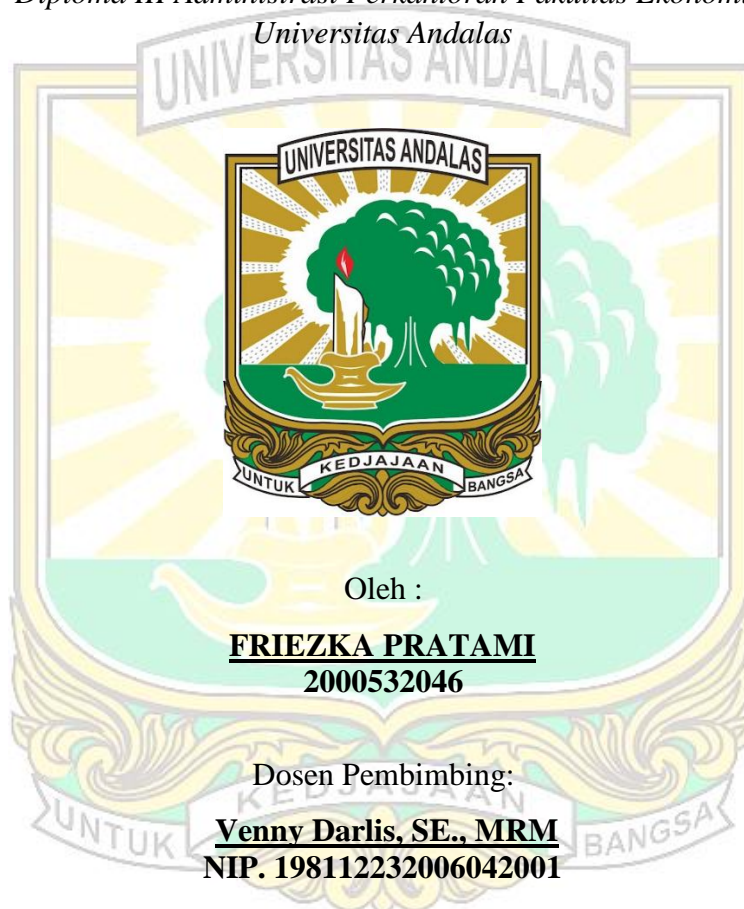 Diploma III Administrasi Perkantoran Fakultas Ekonomi
Universitas Andalas
UNIVERSITAS ANDALAS
UNIVERSITAS ANDALAS
UNTUK KEDJAJAAN BANGSA
Oleh :
FRIEZKA PRATAMI
2000532046
Dosen Pembimbing:
Venny Darlis, SE., MRM
NIP. 198112232006042001
UNTUK KEDJAJAAN BANGSA